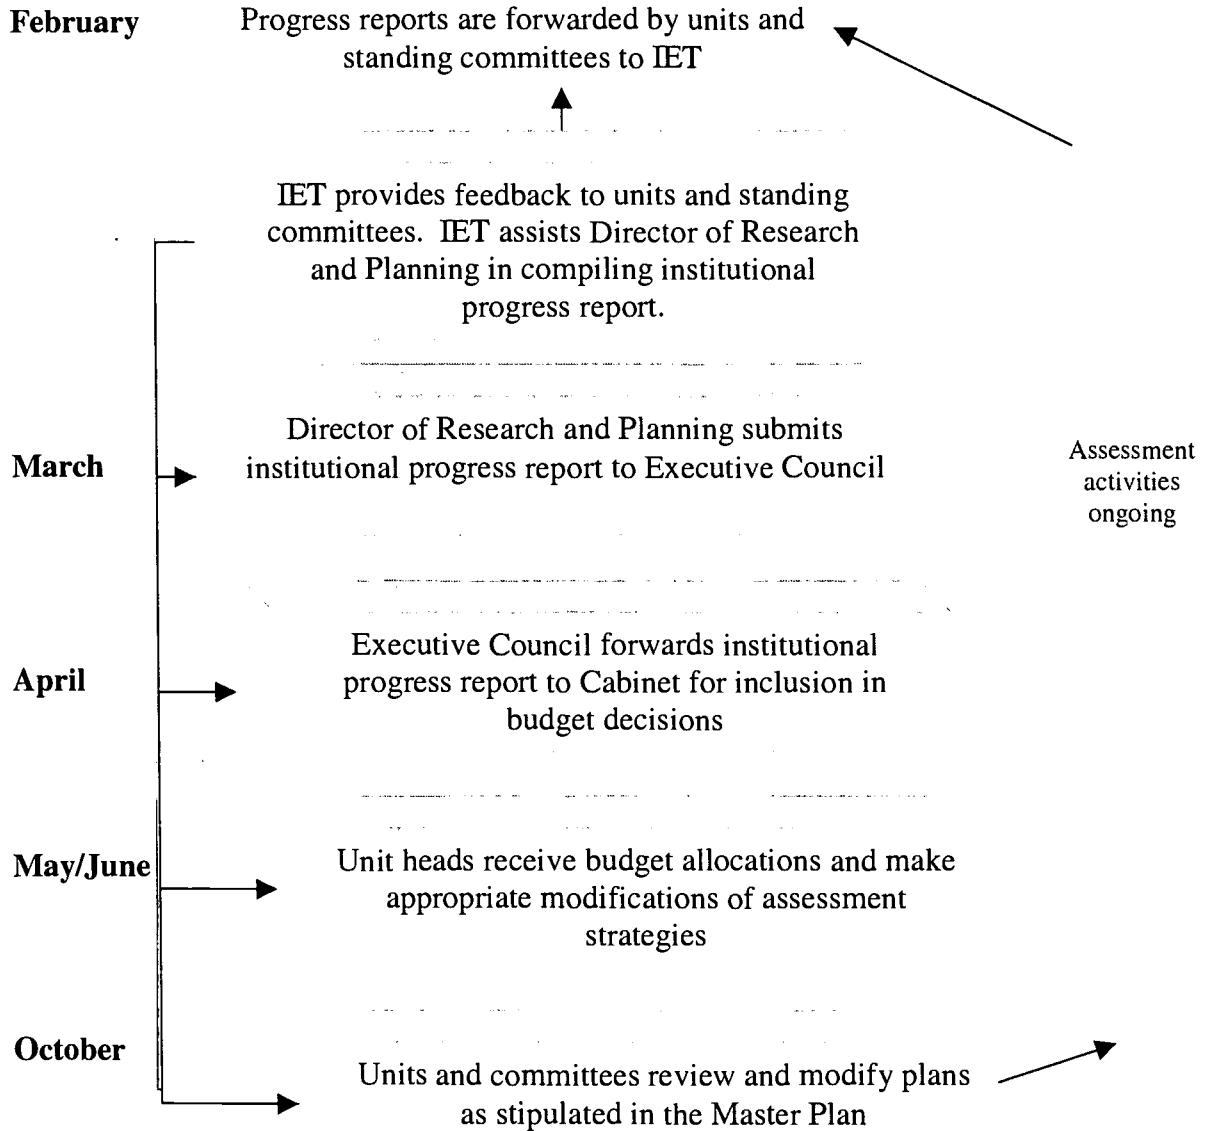 February
Progress reports are forwarded by units and
standing committees to IET
IET provides feedback to units and standing
committees.  IET assists Director of Research
and Planning in compiling institutional
progress report.
March
Director of Research and Planning submits
institutional progress report to Executive Council
Assessment
activities
ongoing
April
Executive Council forwards institutional
progress report to Cabinet for inclusion in
budget decisions
May/June
Unit heads receive budget allocations and make
appropriate modifications of assessment
strategies
October
Units and committees review and modify plans
as stipulated in the Master Plan